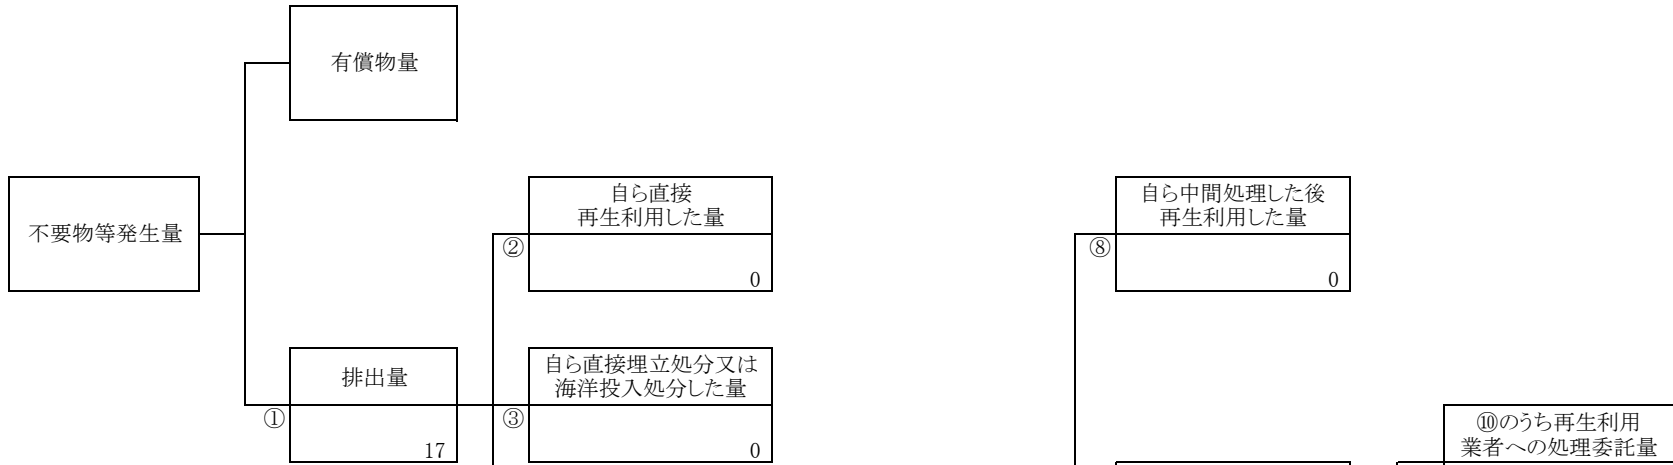 有償物量
不要物等発生量
自ら直接
再生利用した量
②
0
自ら中間処理した後
再生利用した量
⑧
0
排出量
①
17
自ら直接埋立処分又は
海洋投入処分した量
③
0
⑩のうち再生利用
業者への処理委託量